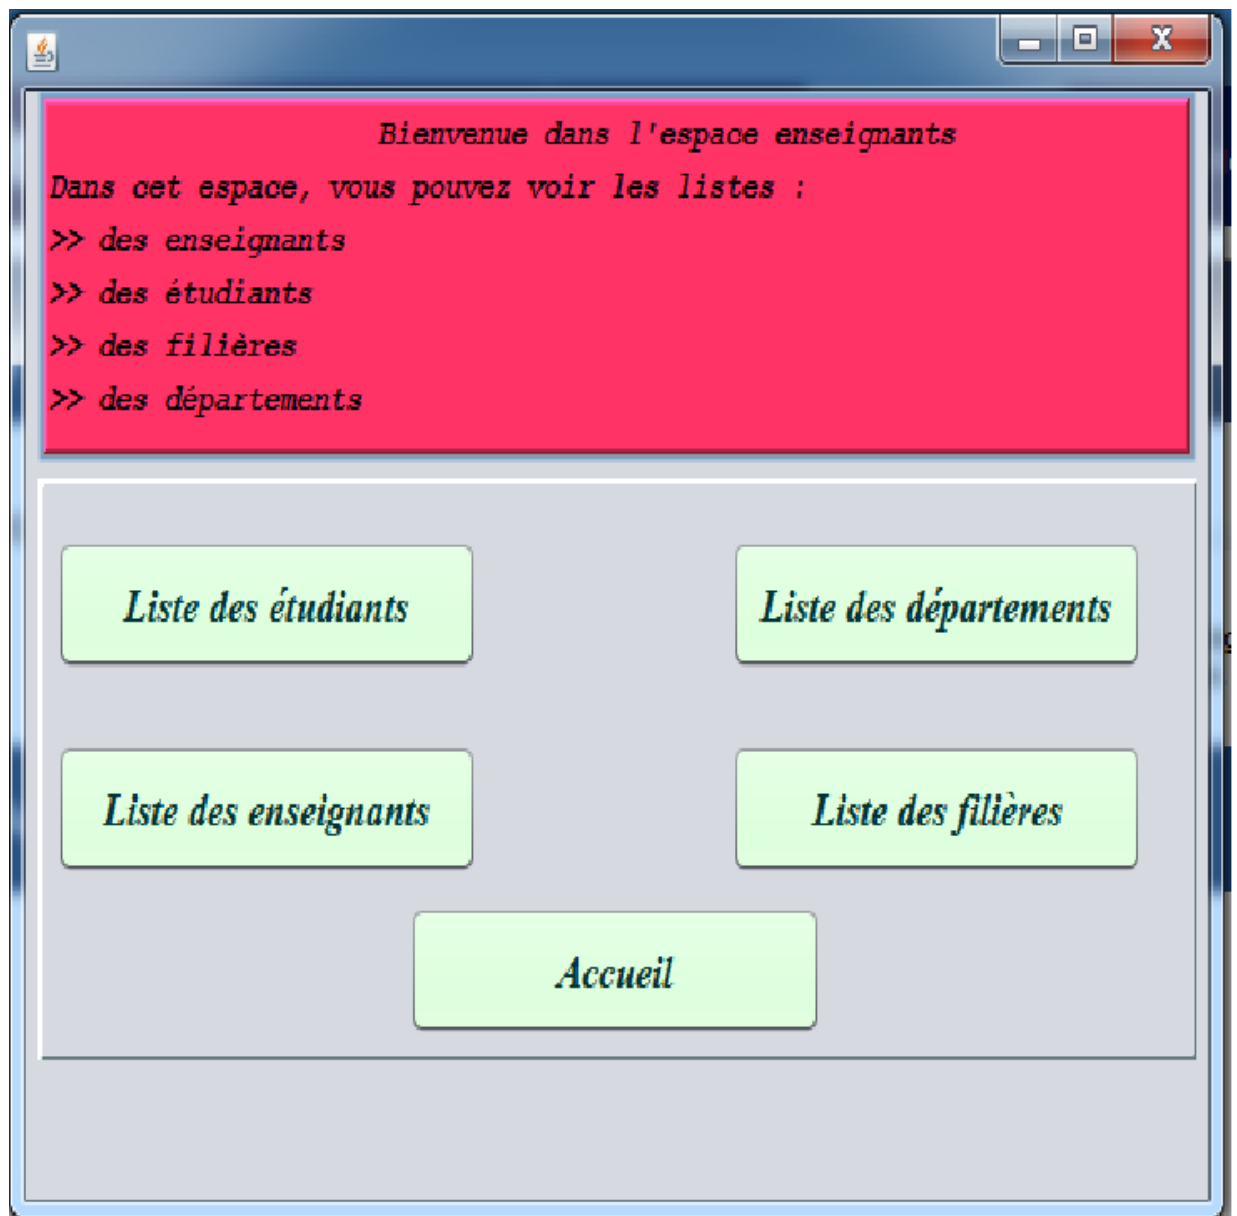 Bienvenue dans l'espace enseignants
Dans cet espace, vous pouvez voir les listes :
>> des enseignants
>> des étudiants
>> des filières
>> des départements
Liste des étudiants
Liste des départements
Liste des enseignants
Liste des filières
Accueil